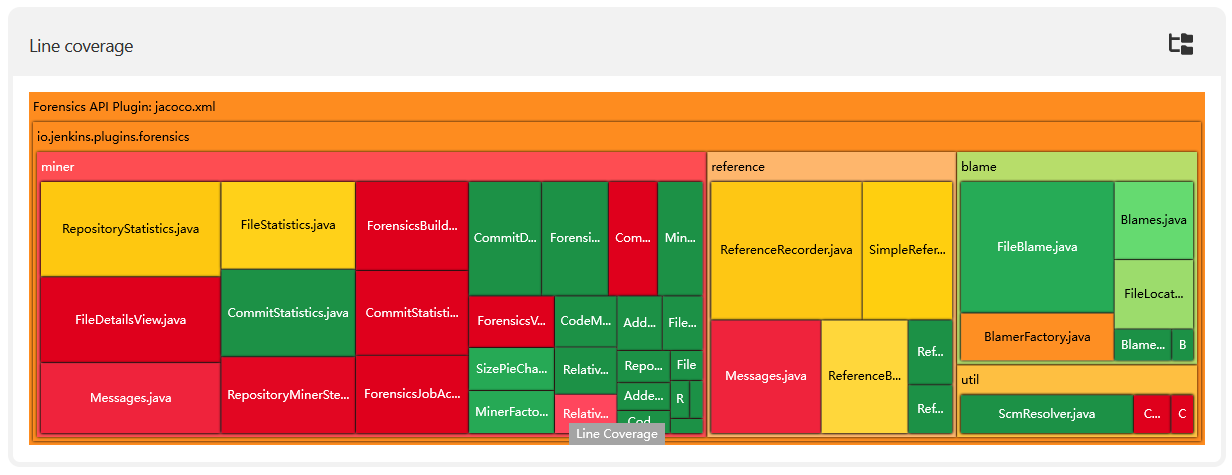 Line coverage
Forensics API Plugin: jacoco.xml
io.jenkins.plugins.forensics
miner
RepositoryStatistics.java
FileDetailsView.java
Messages.java
FileStatistics.java
CommitStatistics.java
RepositoryMinerSte...
ForensicsBuild...
CommitStatisti...
ForensicsJobAc...
CommitD...
Forensi...
Com...
Min...
ForensicsV...
SizePieCha...
MinerFacto...
CodeM...
Relativ...
Relativ...
Add...
File...
Repo...
File
Adde...
R
Cod...
Line Coverage
reference
ReferenceRecorder.java
SimpleRefer...
Messages.java
ReferenceB...
Ref...
Ref...
blame
FileBlame.java
BlamerFactory.java
Blames.java
FileLocat...
Blame...
B
util
ScmResolver.java
C...
C